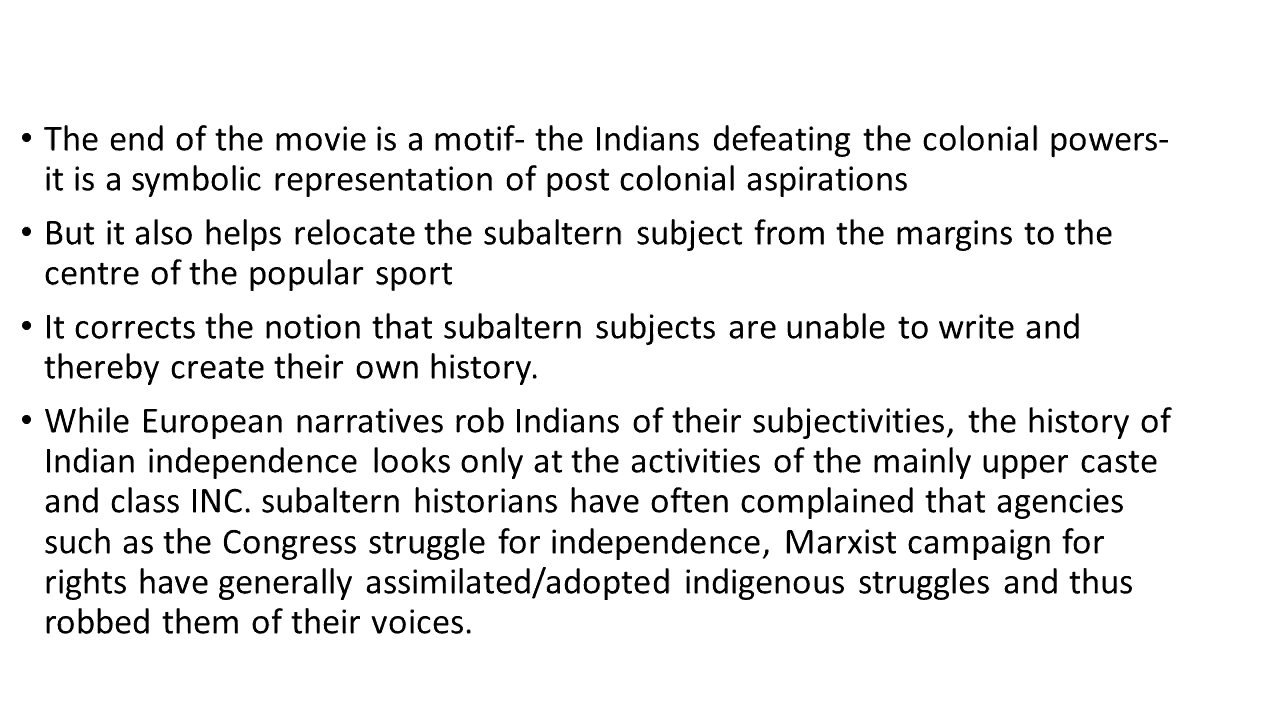 • The end of the movie is a motif- the Indians defeating the colonial powers-
it is a symbolic representation of post colonial aspirations
• But it also helps relocate the subaltern subject from the margins to the
centre of the popular sport
• It corrects the notion that subaltern subjects are unable to write and
thereby create their own history.
• While European narratives rob Indians of their subjectivities, the history of
Indian independence looks only at the activities of the mainly upper caste
and class INC. subaltern historians have often complained that agencies
such as the Congress struggle for independence, Marxist campaign for
rights have generally assimilated/adopted indigenous struggles and thus
robbed them of their voices.